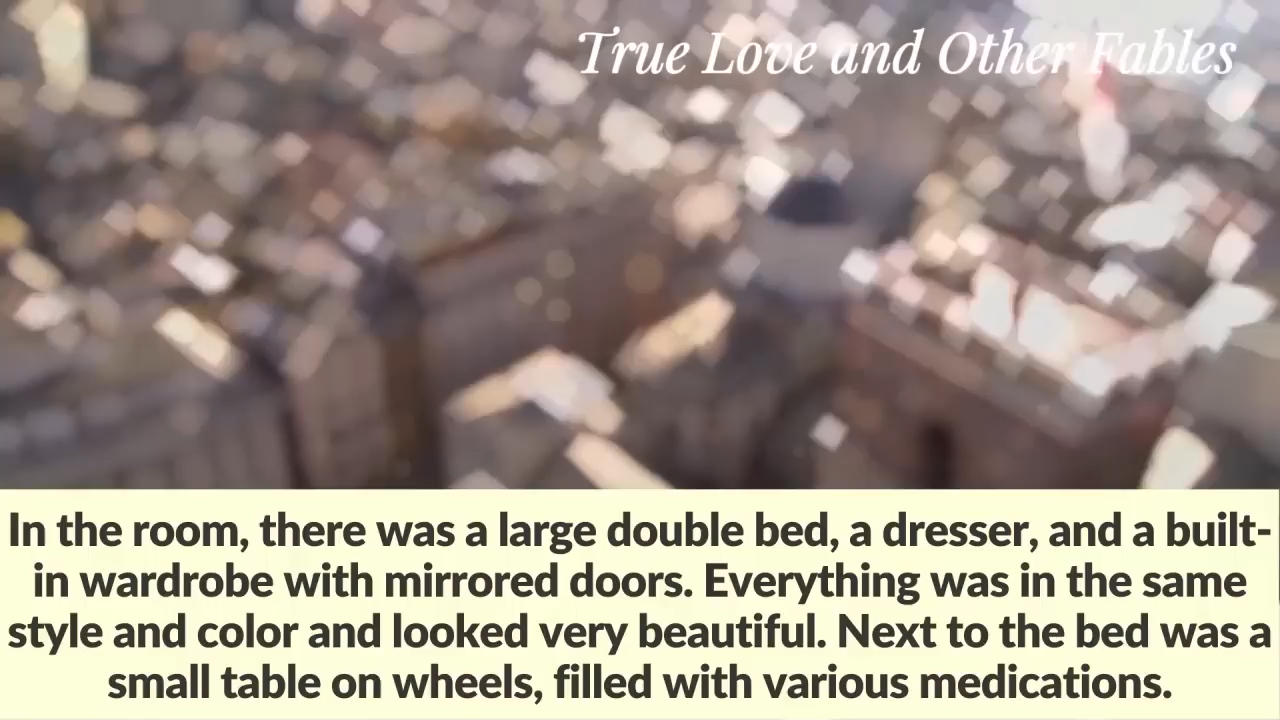 True Love and Other Fables
In the room, there was a large double bed, a dresser, and a built-
in wardrobe with mirrored doors. Everything was in the same
style and color and looked very beautiful. Next to the bed was a
small table on wheels, filled with various medications.